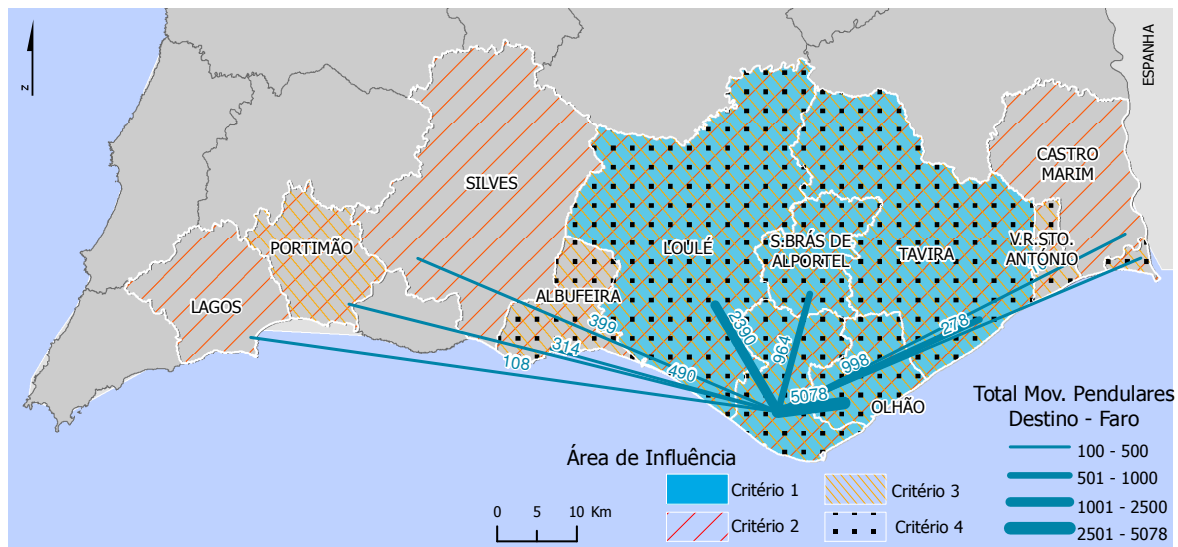 N
ESPANHA
CASTRO
MARIM
SILVES
PORTIMÃO
LOULÉ
S.BRÁS DE
ALPORTEL
TAVIRA
V.R.STO.
ANTÓNIO
LAGOS
ALBUFEIRA
399
314
108
490
2390
964
278
998
5078
OLHÃO
Total Mov. Pendulares
Destino - Faro
100 - 500
501 - 1000
1001 - 2500
2501 - 5078
Área de Influência
Critério 1
Critério 3
Critério 2
Critério 4
0 5 10 Km